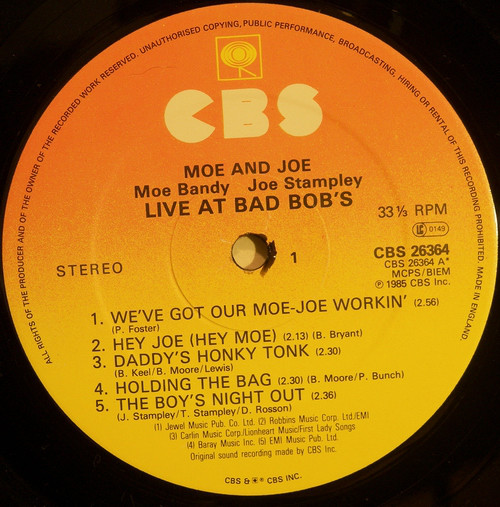 ALL RIGHTS OF THE PRODUCER AND OF THE OWNER OF THE RECORDED WORK RESERVED. UNAUTHORISED COPYING, PUBLIC PERFORMANCE, BROADCASTING, HIRING OR RENTAL OF THIS RECORDING PROHIBITED. MADE IN ENGLAND.
CBS
MOE AND JOE
Moe Bandy Joe Stampley
LIVE AT BAD BOB'S
33⅓ RPM
LC 0149
STEREO
1
CBS 26364
CBS 26364 A*
MCPS/BIEM
℗ 1985 CBS Inc.
1. WE'VE GOT OUR MOE-JOE WORKIN' (2.56)
(P. Foster)
2. HEY JOE (HEY MOE) (2.13) (B. Bryant)
3. DADDY'S HONKY TONK (2.30)
(B. Keel/B. Moore/Lewis)
4. HOLDING THE BAG (2.30) (B. Moore/P. Bunch)
5. THE BOY'S NIGHT OUT (2.36)
(J. Stampley/T. Stampley/D. Rosson)
(1) Jewel Music Pub. Co. Ltd. (2) Robbins Music Corp. Ltd/EMI
(3) Carlin Music Corp/Lionheart Music/First Lady Songs
(4) Baray Music Inc. (5) EMI Music Pub. Ltd.
Original sound recording made by CBS Inc.
CBS & ® CBS INC.